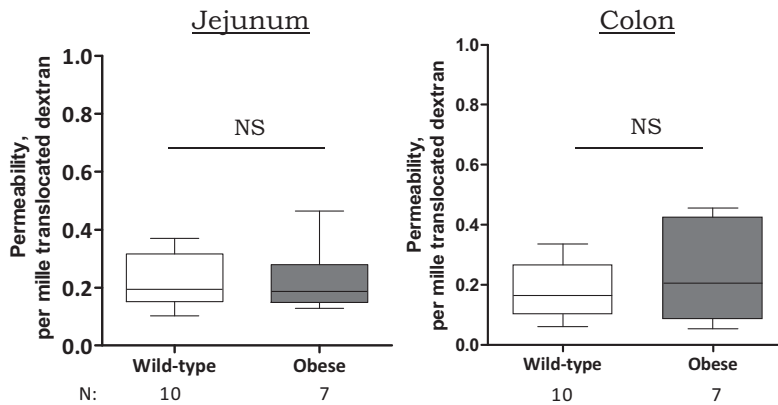 Jejunum
Permeability,
per mille translocated dextran
1.0
0.8
0.6
0.4
0.2
0.0
NS
Wild-type Obese
N: 10 7
Colon
Permeability,
per mille translocated dextran
1.0
0.8
0.6
0.4
0.2
0.0
NS
Wild-type Obese
10 7